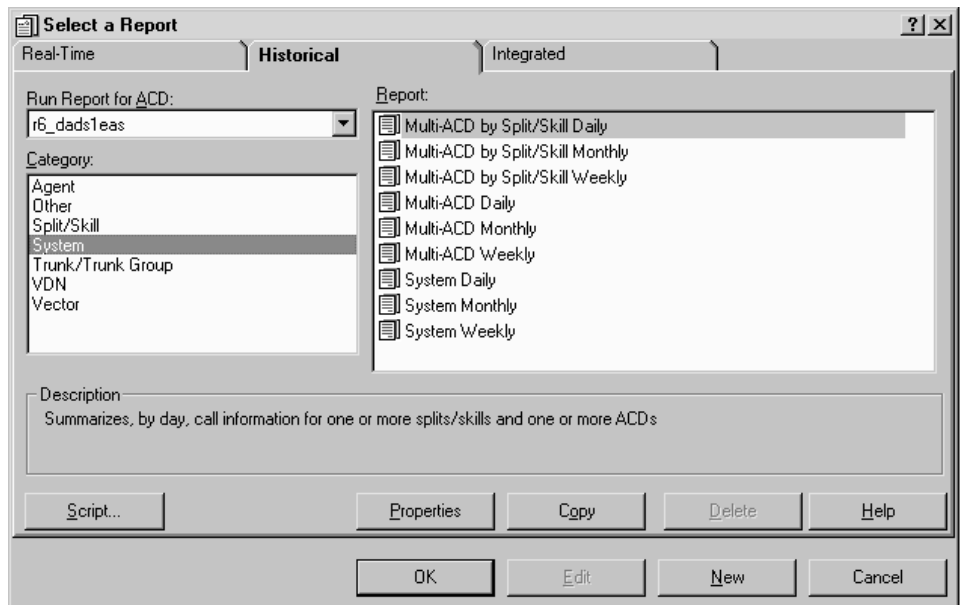 Select a Report
Real-Time
Historical
Integrated
Run Report for ACD:
r6_dads1eas
Category:
Agent
Other
Split/Skill
System
Trunk/Trunk Group
VDN
Vector
Report:
Multi-ACD by Split/Skill Daily
Multi-ACD by Split/Skill Monthly
Multi-ACD by Split/Skill Weekly
Multi-ACD Daily
Multi-ACD Monthly
Multi-ACD Weekly
System Daily
System Monthly
System Weekly
Description
Summarizes, by day, call information for one or more splits/skills and one or more ACDs
Script...
Properties
Copy
Delete
Help
OK
Edit
New
Cancel